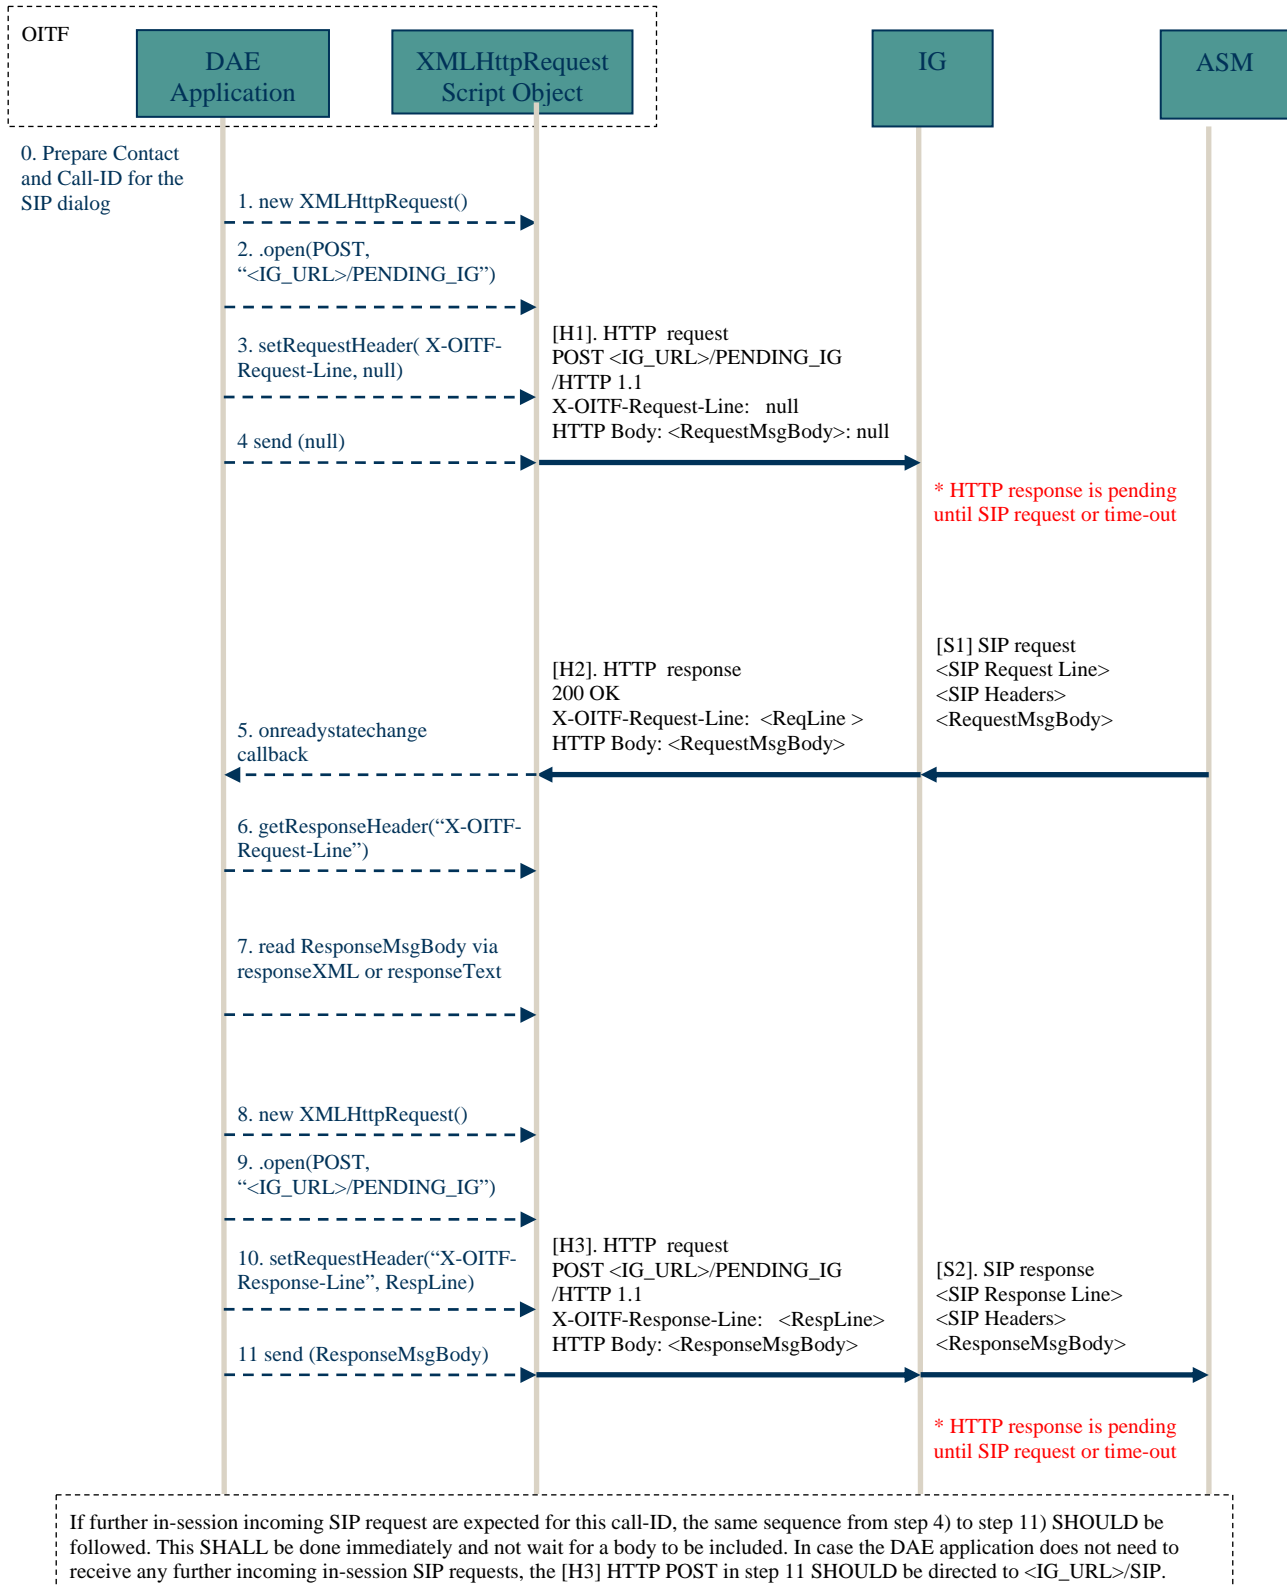 OITF
DAE
Application
XMLHttpRequest
Script Object
IG
ASM
0. Prepare Contact
and Call-ID for the
SIP dialog
1. new XMLHttpRequest()
2. .open(POST,
“<IG_URL>/PENDING_IG”)
3. setRequestHeader( X-OITF-
Request-Line, null)
4 send (null)
[H1]. HTTP request
POST <IG_URL>/PENDING_IG
/HTTP 1.1
X-OITF-Request-Line: null
HTTP Body: <RequestMsgBody>: null
* HTTP response is pending
until SIP request or time-out
[S1] SIP request
<SIP Request Line>
<SIP Headers>
<RequestMsgBody>
[H2]. HTTP response
200 OK
X-OITF-Request-Line: <ReqLine >
HTTP Body: <RequestMsgBody>
5. onreadystatechange
callback
6. getResponseHeader(“X-OITF-
Request-Line”)
7. read ResponseMsgBody via
responseXML or responseText
8. new XMLHttpRequest()
9. .open(POST,
“<IG_URL>/PENDING_IG”)
10. setRequestHeader(“X-OITF-
Response-Line”, RespLine)
11 send (ResponseMsgBody)
[H3]. HTTP request
POST <IG_URL>/PENDING_IG
/HTTP 1.1
X-OITF-Response-Line: <RespLine>
HTTP Body: <ResponseMsgBody>
[S2]. SIP response
<SIP Response Line>
<SIP Headers>
<ResponseMsgBody>
* HTTP response is pending
until SIP request or time-out
If further in-session incoming SIP request are expected for this call-ID, the same sequence from step 4) to step 11) SHOULD be
followed. This SHALL be done immediately and not wait for a body to be included. In case the DAE application does not need to
receive any further incoming in-session SIP requests, the [H3] HTTP POST in step 11 SHOULD be directed to <IG_URL>/SIP.